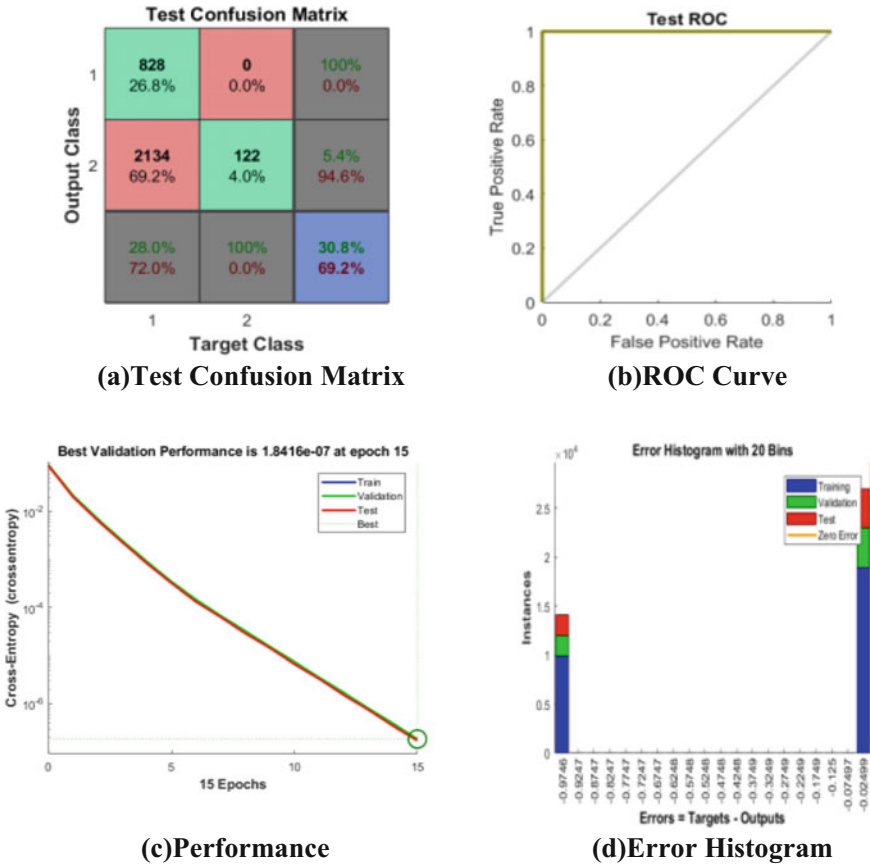 Test Confusion Matrix
1
828
26.8%
0
0.0%
100%
0.0%
2
2134
69.2%
122
4.0%
5.4%
94.6%
28.0%
72.0%
100%
0.0%
30.8%
69.2%
1
2
Output Class
Target Class
(a)Test Confusion Matrix
Test ROC
1
0.8
0.6
0.4
0.2
0
0
0.2
0.4
0.6
0.8
1
True Positive Rate
False Positive Rate
(b)ROC Curve
Best Validation Performance is 1.8416e-07 at epoch 15
Train
Validation
Test
Best
10-2
10-4
10-6
0
5
10
15
Cross-Entropy (crossentropy)
15 Epochs
(c)Performance
×10⁴
Error Histogram with 20 Bins
Training
Validation
Test
Zero Error
2.5
2
1.5
1
0.5
0
Instances
-0.9746
-0.9247
-0.8747
-0.8247
-0.7747
-0.7247
-0.6747
-0.6248
-0.5748
-0.5248
-0.4748
-0.4248
-0.3749
-0.3249
-0.2749
-0.2249
-0.1749
-0.125
-0.07497
-0.02499
Errors = Targets - Outputs
(d)Error Histogram